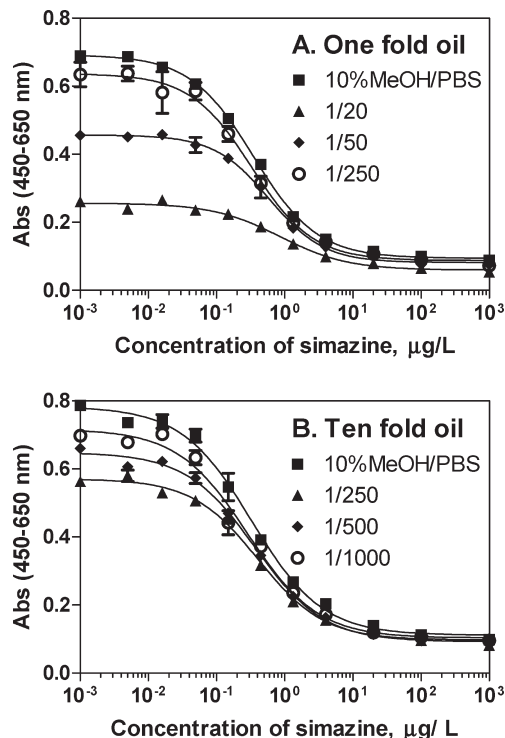 A. One fold oil
10%MeOH/PBS
1/20
1/50
1/250
Abs (450-650 nm)
0.8
0.6
0.4
0.2
0.0
10⁻³ 10⁻² 10⁻¹ 10⁰ 10¹ 10² 10³
Concentration of simazine, μg/L
B. Ten fold oil
10%MeOH/PBS
1/250
1/500
1/1000
Abs (450-650 nm)
0.8
0.6
0.4
0.2
0.0
10⁻³ 10⁻² 10⁻¹ 10⁰ 10¹ 10² 10³
Concentration of simazine, μg/ L